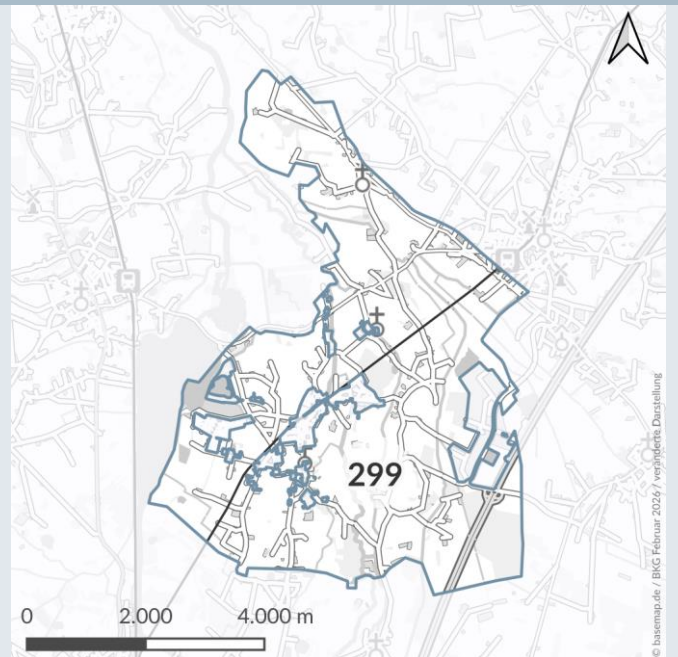 299
0 2.000 4.000 m
© basemap.de / BKG Februar 2026 / veränderte Darstellung